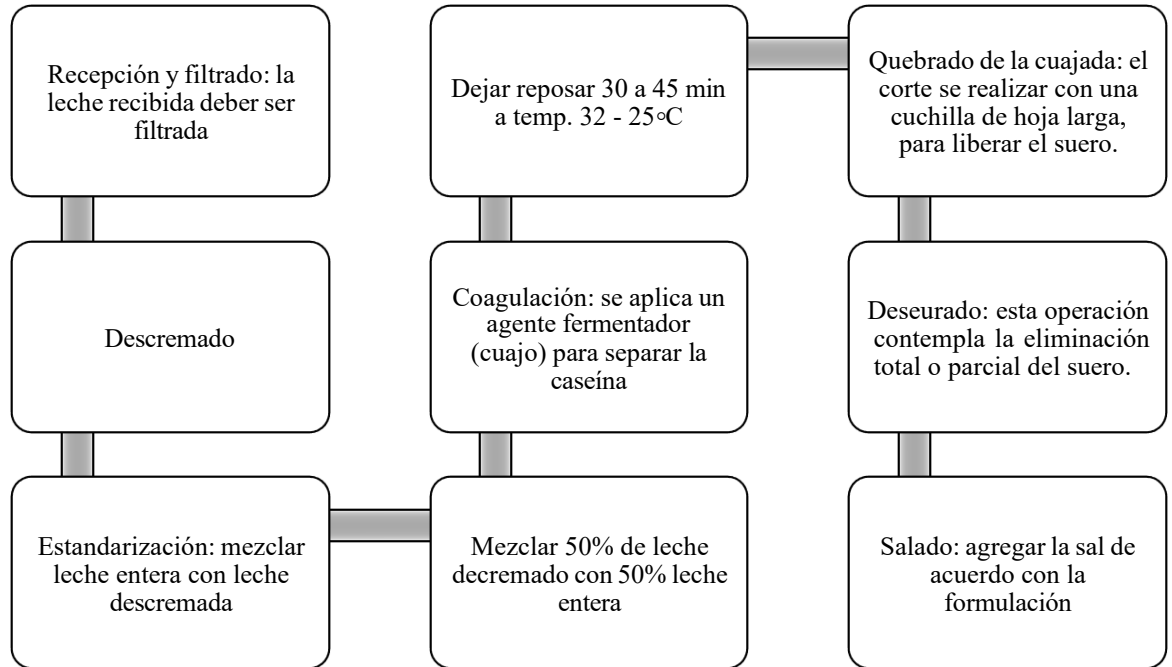 Recepción y filtrado: la
leche recibida deber ser
filtrada
Descremado
Estandarización: mezclar
leche entera con leche
descremada
Mezclar 50% de leche
decremado con 50% leche
entera
Coagulación: se aplica un
agente fermentador
(cuajo) para separar la
caseína
Dejar reposar 30 a 45 min
a temp. 32 - 25∘C
Quebrado de la cuajada: el
corte se realizar con una
cuchilla de hoja larga,
para liberar el suero.
Deseurado: esta operación
contempla la eliminación
total o parcial del suero.
Salado: agregar la sal de
acuerdo con la
formulación